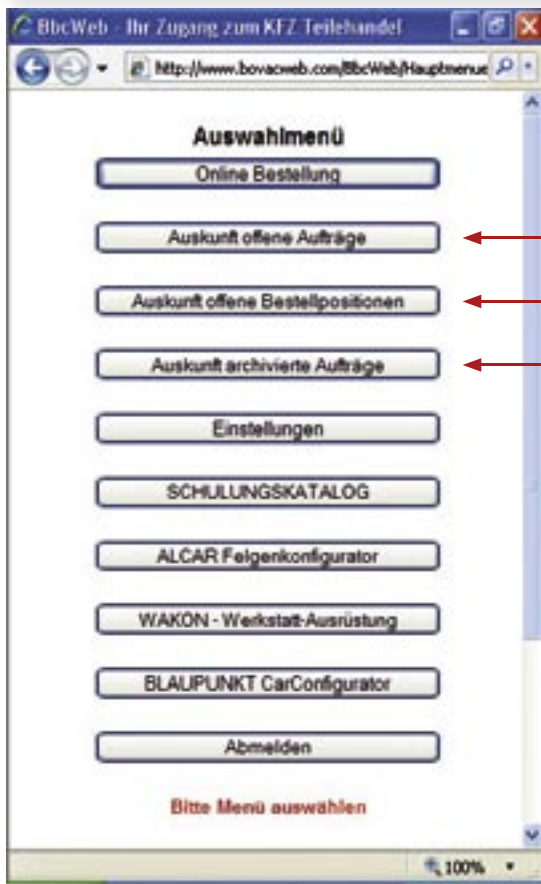 BbcWeb - Ihr Zugang zum KFZ Teilehandel
http://www.bovacweb.com/BbcWeb/Hauptmenue
Auswahlmenü
Online Bestellung
Auskunft offene Aufträge
Auskunft offene Bestellpositionen
Auskunft archivierte Aufträge
Einstellungen
SCHULUNGSKATALOG
ALCAR Felgenkonfigurator
WAKON - Werkstatt-Ausrüstung
BLAUPUNKT CarConfigurator
Abmelden
Bitte Menü auswählen
100%